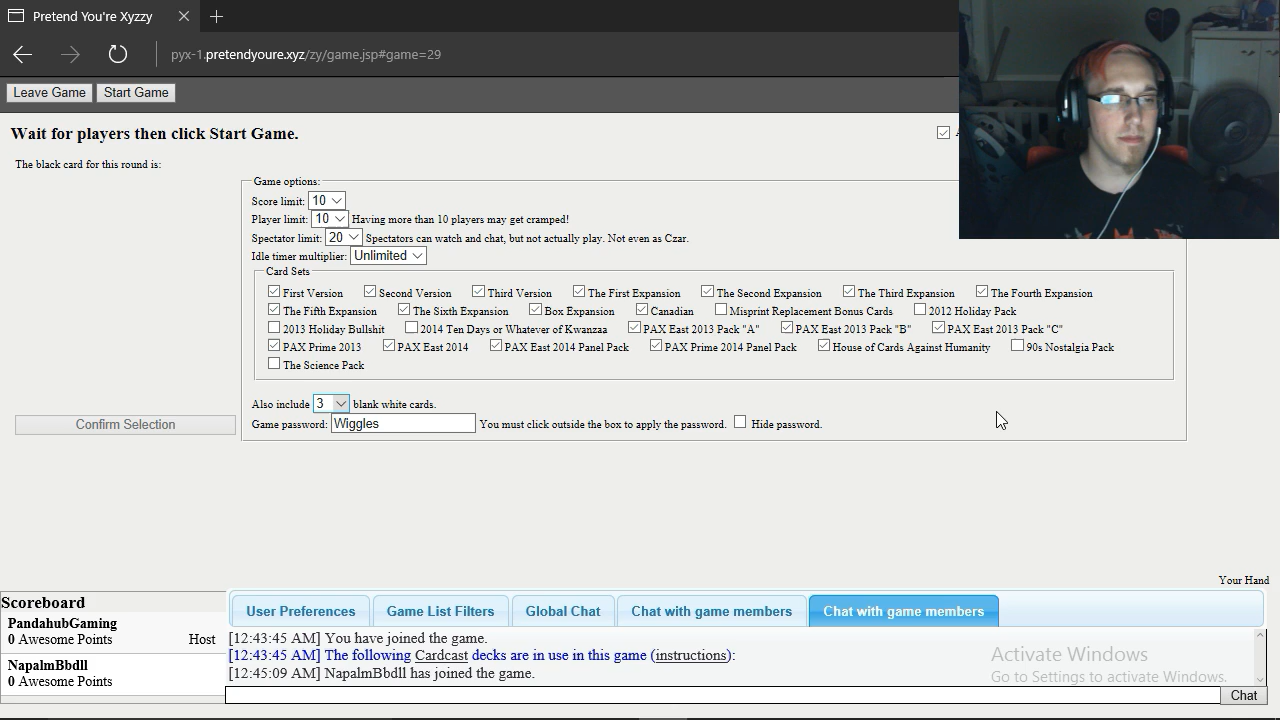 Pretend You're Xyzzy
pyx-1.pretendyoure.xyz/zy/game.jsp#game=29
Leave Game Start Game
Wait for players then click Start Game.
The black card for this round is:
Game options:
Score limit: 10
Player limit: 10 Having more than 10 players may get cramped!
Spectator limit: 20 Spectators can watch and chat, but not actually play. Not even as Czar.
Idle timer multiplier: Unlimited
Card Sets
First Version Second Version Third Version The First Expansion The Second Expansion The Third Expansion The Fourth Expansion
The Fifth Expansion The Sixth Expansion Box Expansion Canadian Misprint Replacement Bonus Cards 2012 Holiday Pack
2013 Holiday Bullshit 2014 Ten Days or Whatever of Kwanzaa PAX East 2013 Pack "A" PAX East 2013 Pack "B" PAX East 2013 Pack "C"
PAX Prime 2013 PAX East 2014 PAX East 2014 Panel Pack PAX Prime 2014 Panel Pack House of Cards Against Humanity 90s Nostalgia Pack
The Science Pack
Also include 3 blank white cards.
Confirm Selection
Game password: Wiggles You must click outside the box to apply the password. Hide password.
Your Hand
Scoreboard
PandahubGaming
0 Awesome Points Host
NapalmBbdll
0 Awesome Points
User Preferences Game List Filters Global Chat Chat with game members Chat with game members
[12:43:45 AM] You have joined the game.
[12:43:45 AM] The following Cardcast decks are in use in this game (instructions):
[12:45:09 AM] NapalmBbdll has joined the game.
Activate Windows
Go to Settings to activate Windows.
Chat